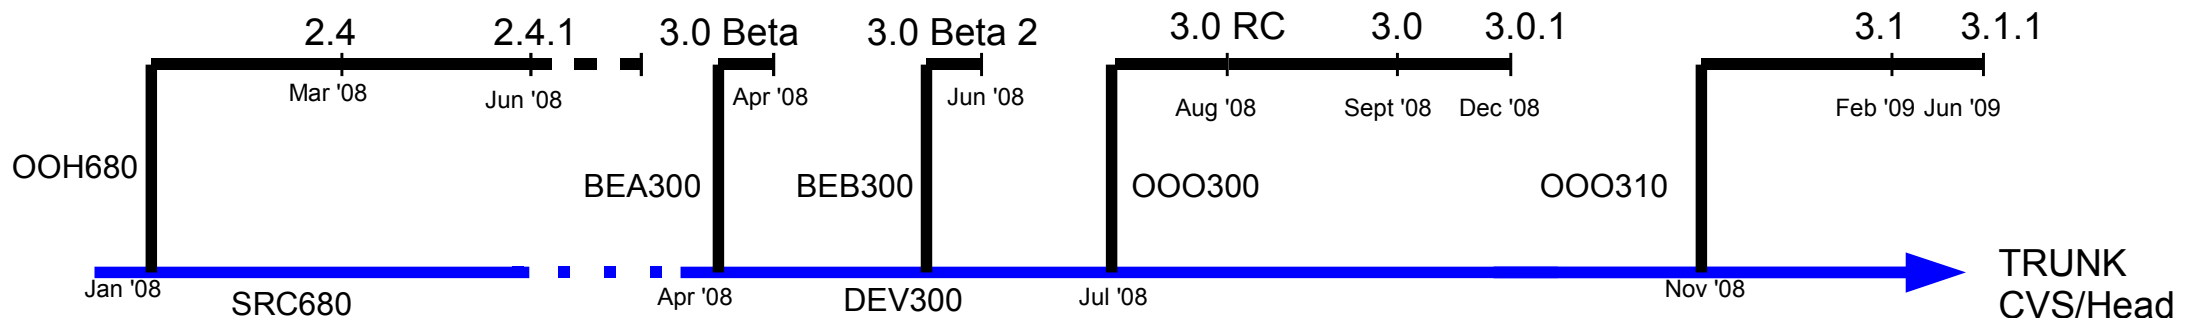 2.4
2.4.1
3.0 Beta
3.0 Beta 2
3.0 RC
3.0
3.0.1
3.1
3.1.1
Mar '08
Jun '08
Apr '08
Jun '08
Aug '08
Sept '08
Dec '08
Feb '09
Jun '09
OOH680
BEA300
BEB300
OOO300
OOO310
Jan '08
SRC680
Apr '08
DEV300
Jul '08
Nov '08
TRUNK
CVS/Head